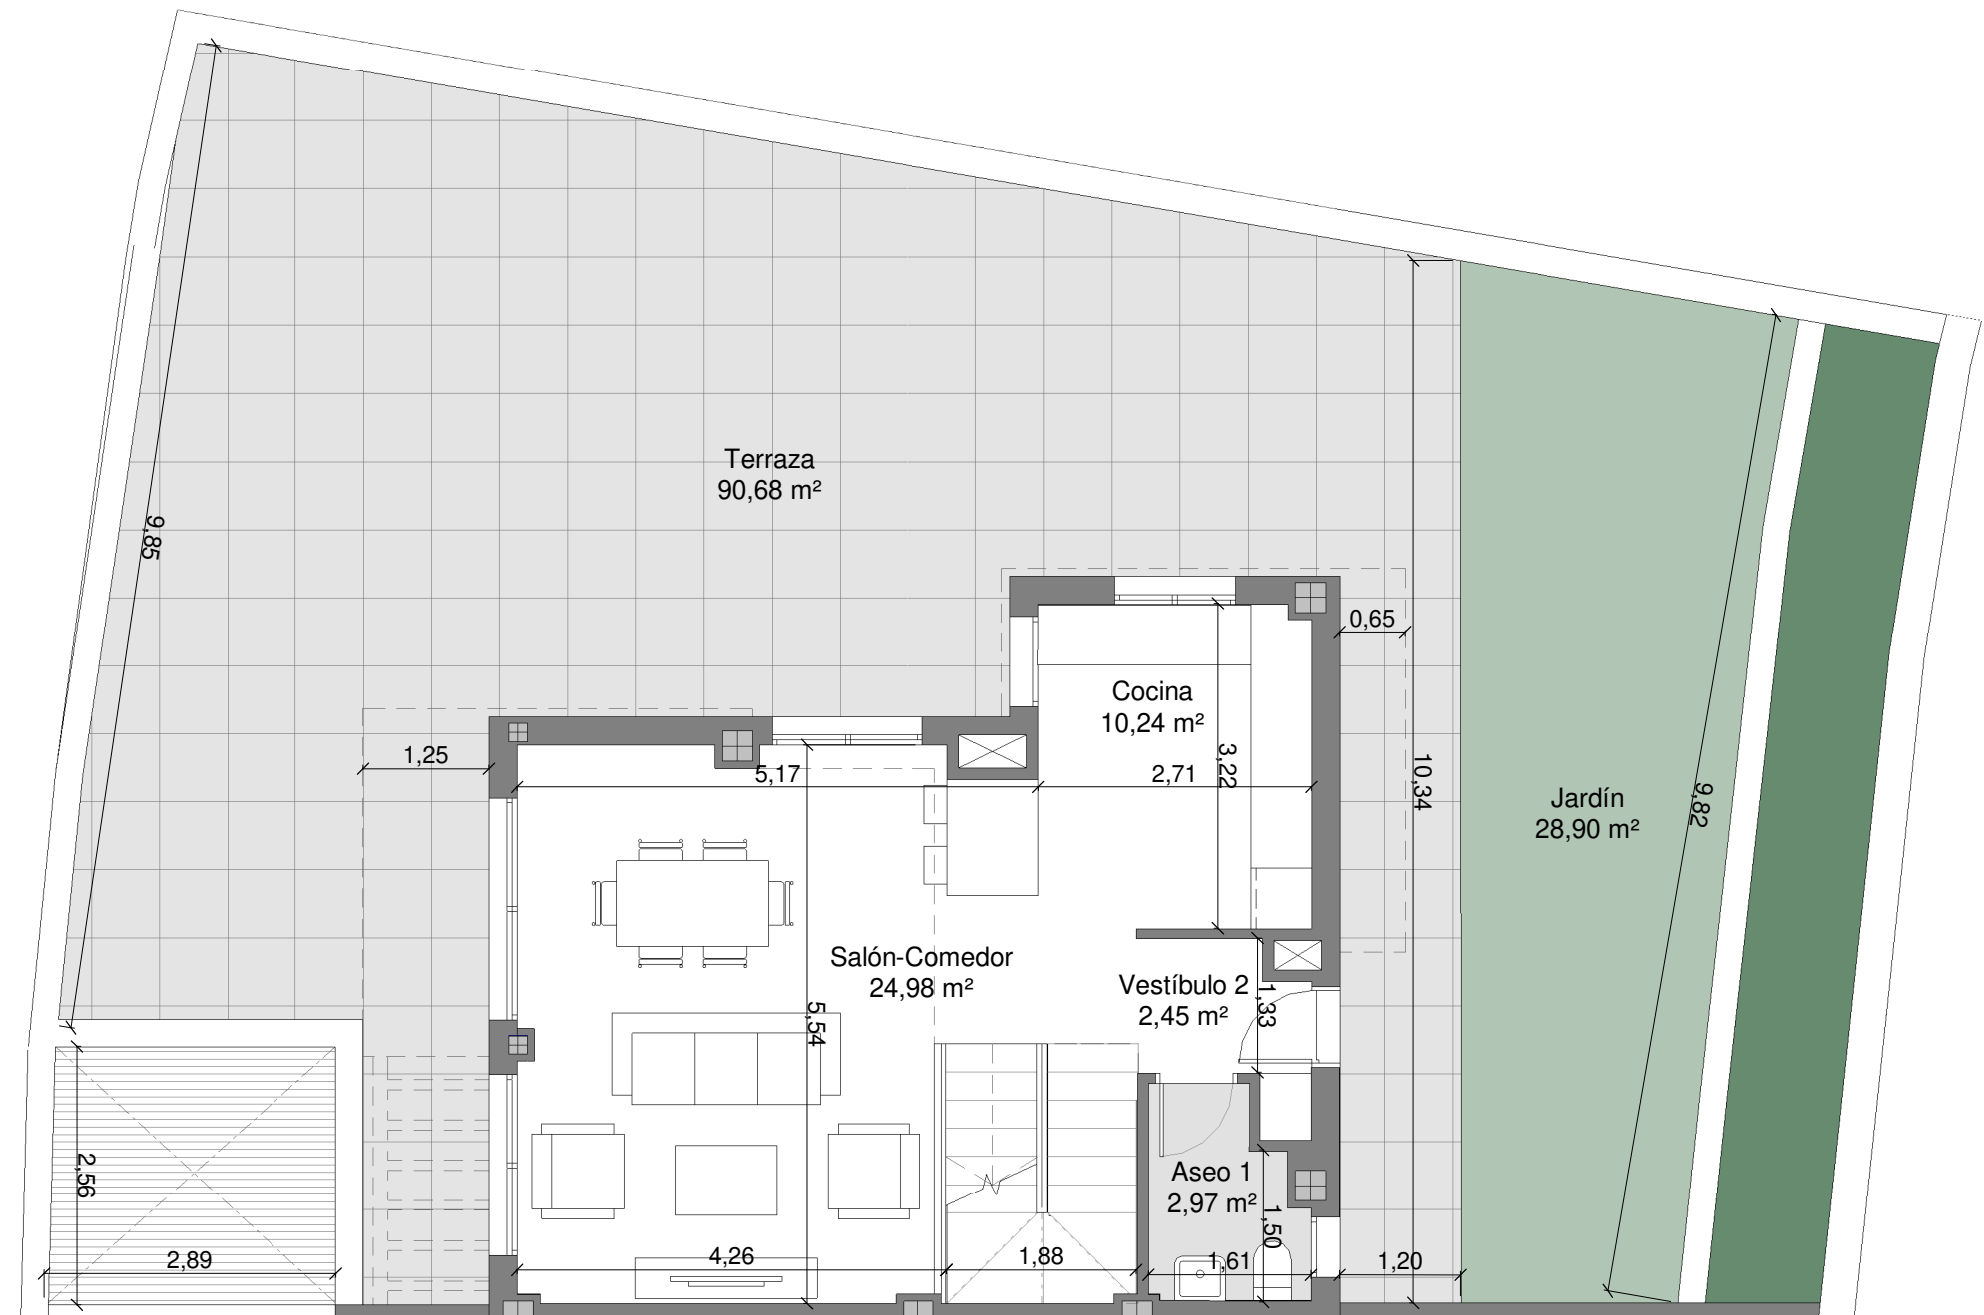 Terraza
90,68 m²
9,85
0,65
Cocina
10,24 m²
1,25
5,17
2,71
3,22
10,34
Jardín
28,90 m²
9,82
Salón-Comedor
24,98 m²
5,54
Vestíbulo 2
2,45 m²
1,33
2,56
Aseo 1
2,97 m²
1,50
2,89
4,26
1,88
1,61
1,20